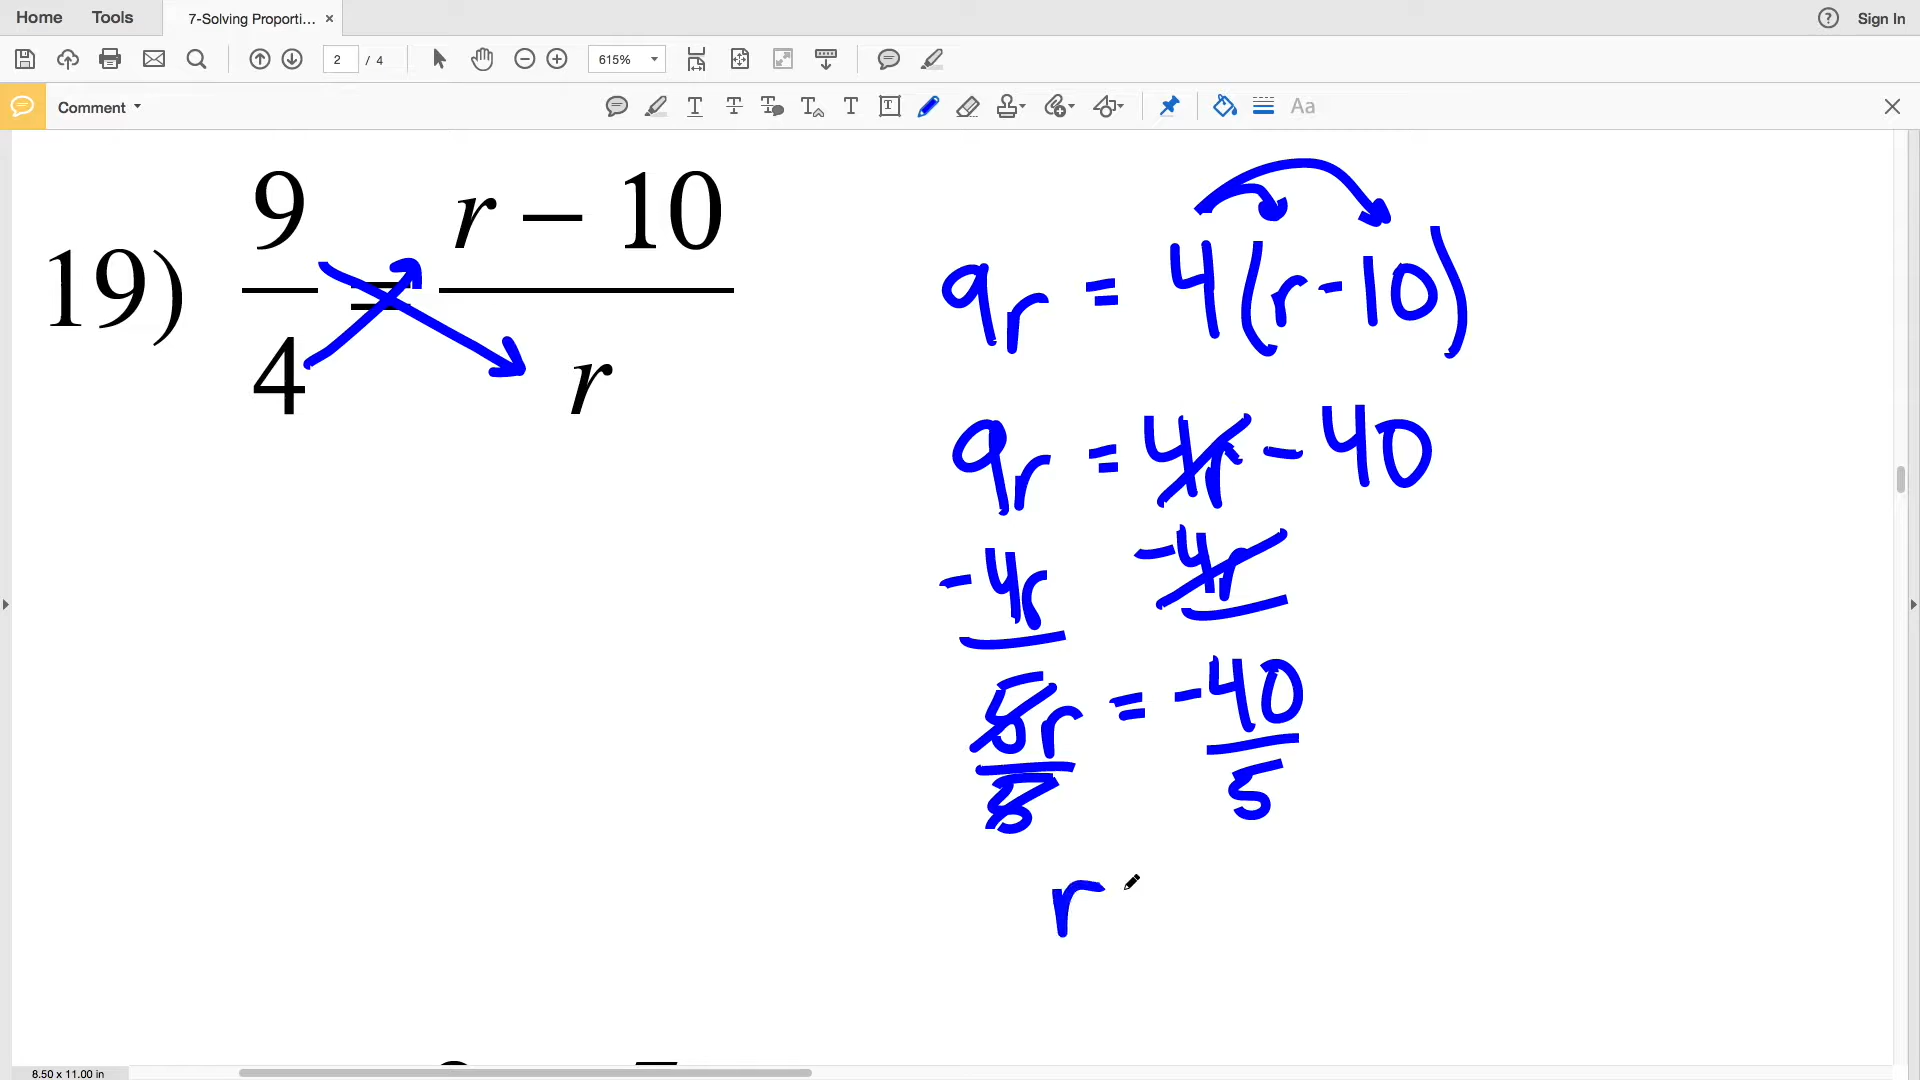 Home Tools 7-Solving Proporti... × ? Sign In
2 / 4 615%
Comment T T T T T T Aa
19) 9/4 = (r − 10)/r
9r = 4(r-10)
9r = 4r - 40
-4r -4r
5r = -40
5 5
r
8.50 x 11.00 in